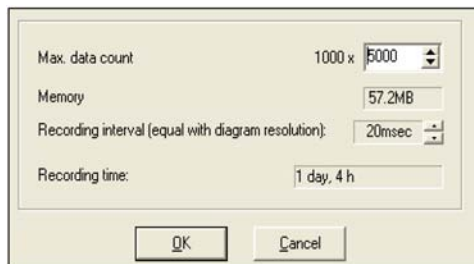 Max. data count 1000 x 5000
Memory 57.2MB
Recording interval (equal with diagram resolution): 20msec
Recording time: 1 day, 4 h
OK Cancel